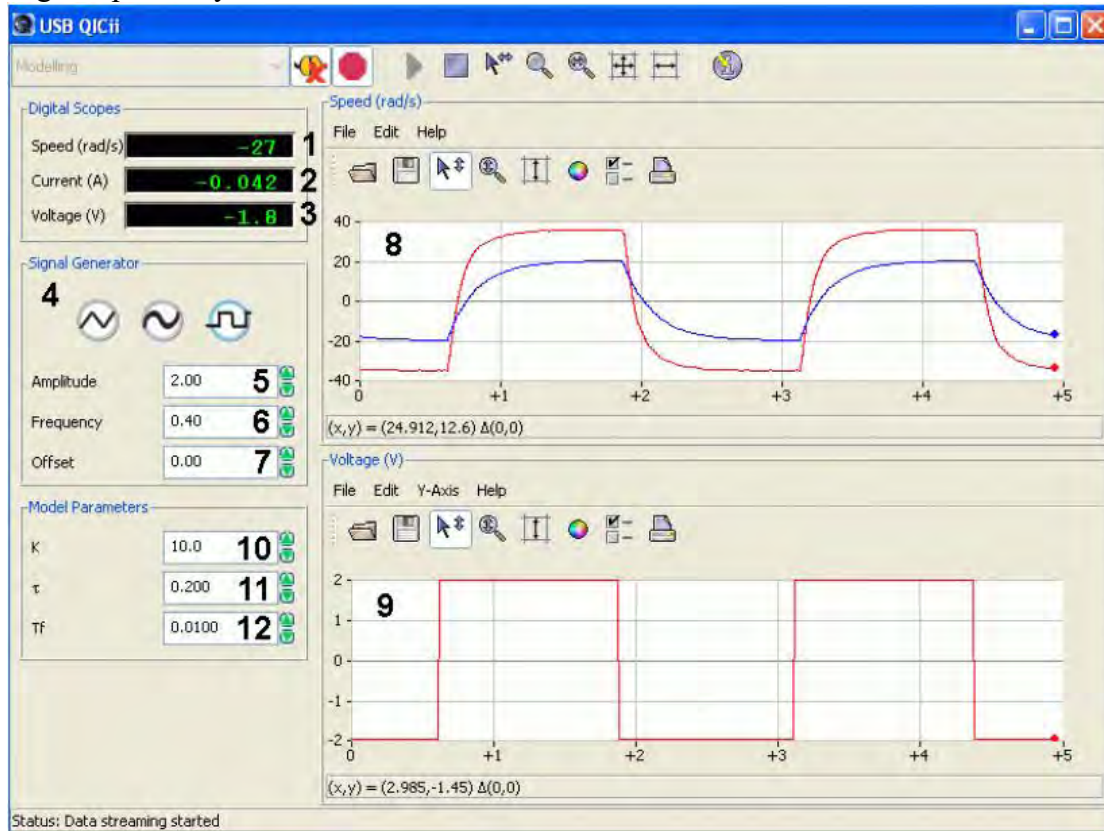 USB QICii
Modelling
Digital Scopes
Speed (rad/s) -27 1
Current (A) -0.042 2
Voltage (V) -1.8 3
Signal Generator
4
Amplitude 2.00 5
Frequency 0.40 6
Offset 0.00 7
Model Parameters
K 10.0 10
τ 0.200 11
Tf 0.0100 12
Speed (rad/s)
File Edit Help
8
40
20
0
-20
-40
0 +1 +2 +3 +4 +5
(x,y) = (24.912,12.6) Δ(0,0)
Voltage (V)
File Edit Y-Axis Help
9
2
1
0
-1
-2
0 +1 +2 +3 +4 +5
(x,y) = (2.985,-1.45) Δ(0,0)
Status: Data streaming started